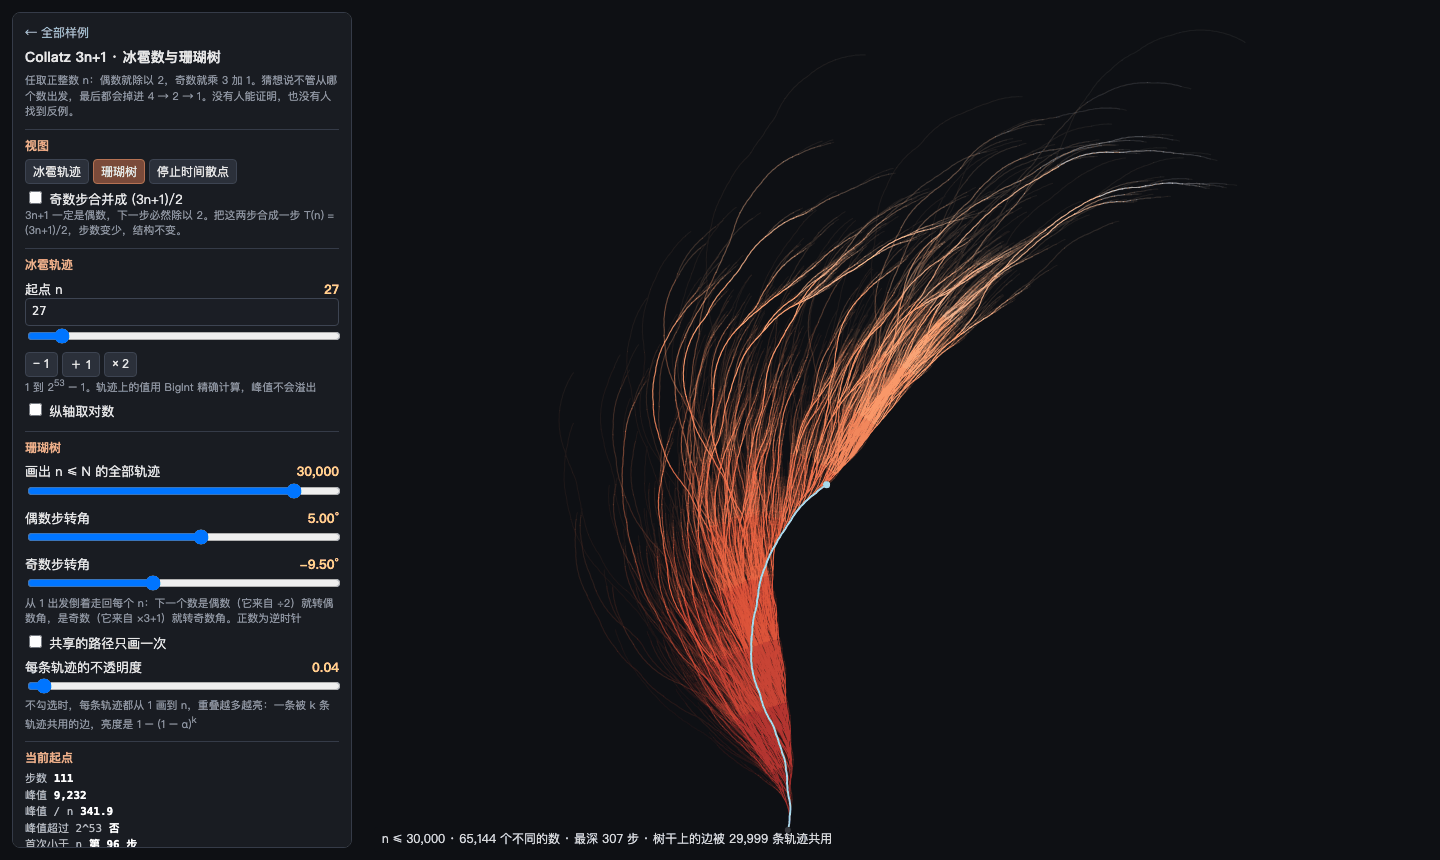 ← 全部样例
Collatz 3n+1 · 冰雹数与珊瑚树
任取正整数 n：偶数就除以 2，奇数就乘 3 加 1。猜想说不管从哪
个数出发，最后都会掉进 4 → 2 → 1。没有人能证明，也没有人
找到反例。
视图
冰雹轨迹 珊瑚树 停止时间散点
奇数步合并成 (3n+1)/2
3n+1 一定是偶数，下一步必然除以 2。把这两步合成一步 T(n) =
(3n+1)/2，步数变少，结构不变。
冰雹轨迹
起点 n 27
27
− 1 + 1 × 2
1 到 2^53 − 1。轨迹上的值用 BigInt 精确计算，峰值不会溢出
纵轴取对数
珊瑚树
画出 n ≤ N 的全部轨迹 30,000
偶数步转角 5.00°
奇数步转角 −9.50°
从 1 出发倒着走回每个 n：下一个数是偶数（它来自 ÷2）就转偶
数角，是奇数（它来自 ×3+1）就转奇数角。正数为逆时针
共享的路径只画一次
每条轨迹的不透明度 0.04
不勾选时，每条轨迹都从 1 画到 n，重叠越多越亮：一条被 k 条
轨迹共用的边，亮度是 1 − (1 − α)^k
当前起点
步数 111
峰值 9,232
峰值 / n 341.9
峰值超过 2^53 否
首次小于 n 第 96 步
n ≤ 30,000 · 65,144 个不同的数 · 最深 307 步 · 树干上的边被 29,999 条轨迹共用